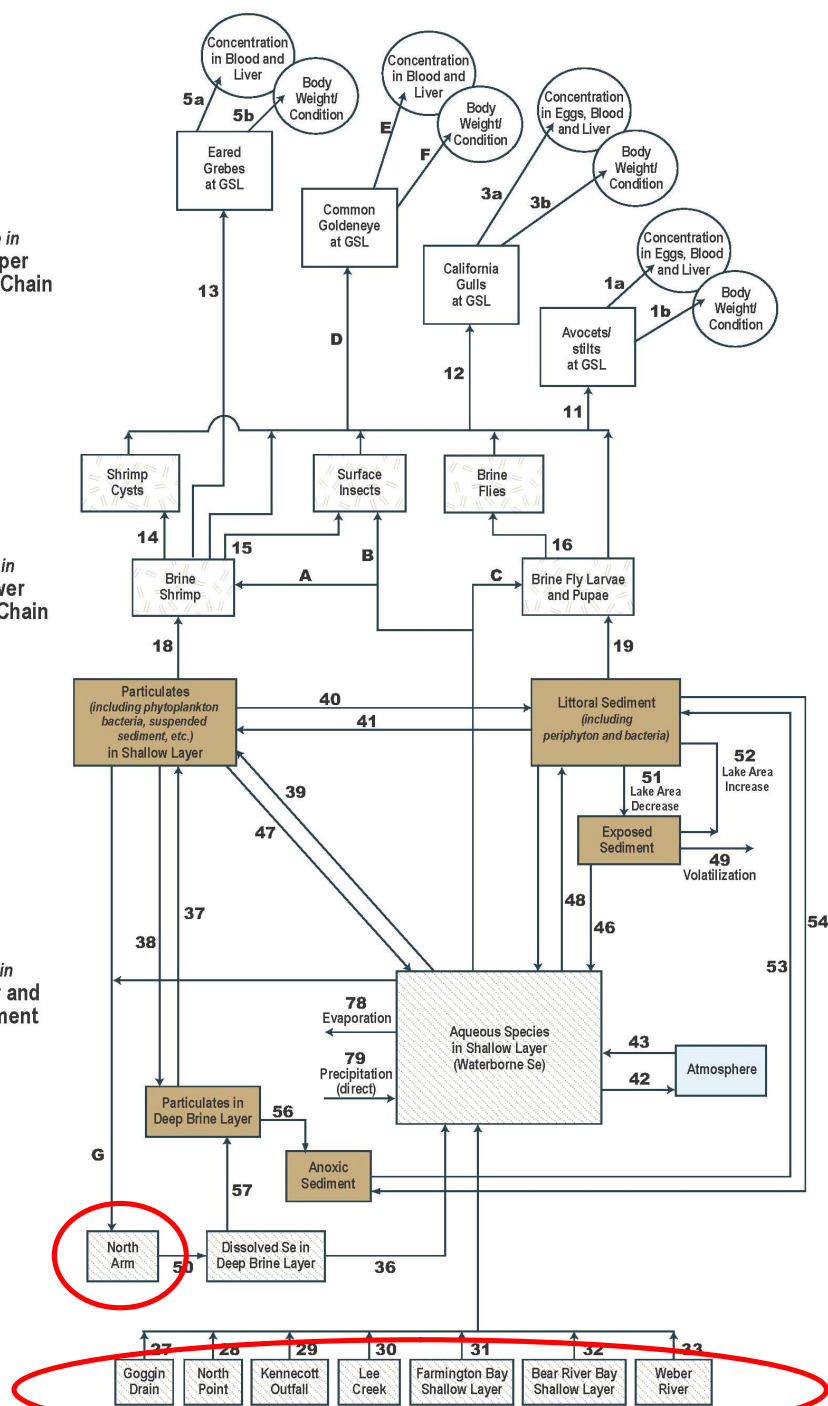 Concentration
in Blood and
Liver
Body
Weight/
Condition
5a
5b
Eared
Grebes
at GSL
Concentration
in Blood and
Liver
Body
Weight/
Condition
E
F
Common
Goldeneye
at GSL
Concentration
in Eggs, Blood
and Liver
Body
Weight/
Condition
3a
3b
California
Gulls
at GSL
Concentration
in Eggs, Blood
and Liver
Body
Weight/
Condition
1a
1b
Avocets/
stilts
at GSL
in
Chain
13
D
12
11
Shrimp
Cysts
Surface
Insects
Brine
Flies
14
15
B
16
in
Chain
Brine
Shrimp
A
C
Brine Fly Larvae
and Pupae
18
19
Particulates
(including phytoplankton
bacteria, suspended
sediment, etc.)
in Shallow Layer
40
41
Littoral Sediment
(including
periphyton and bacteria)
52
Lake Area
Increase
51
Lake Area
Decrease
39
47
Exposed
Sediment
49
Volatilization
37
38
48
46
54
53
in
and
78
Evaporation
79
Precipitation
(direct)
Aqueous Species
in Shallow Layer
(Waterborne Se)
43
42
Atmosphere
Particulates in
Deep Brine Layer
56
Anoxic
Sediment
G
57
North
Arm
50
Dissolved Se in
Deep Brine Layer
36
27
28
29
30
31
32
33
Goggin
Drain
North
Point
Kennecott
Outfall
Lee
Creek
Farmington Bay
Shallow Layer
Bear River Bay
Shallow Layer
Weber
River